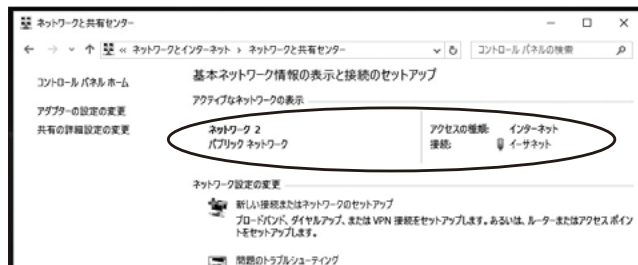 ネットワークと共有センター
« ネットワークとインターネット › ネットワークと共有センター
コントロール パネルの検索
コントロール パネル ホーム
アダプターの設定の変更
共有の詳細設定の変更
基本ネットワーク情報の表示と接続のセットアップ
アクティブなネットワークの表示
ネットワーク 2
パブリック ネットワーク
アクセスの種類: インターネット
接続: イーサネット
ネットワーク設定の変更
新しい接続またはネットワークのセットアップ
ブロードバンド、ダイヤルアップ、または VPN 接続をセットアップします。あるいは、ルーターまたはアクセス ポイン
トをセットアップします。
問題のトラブルシューティング